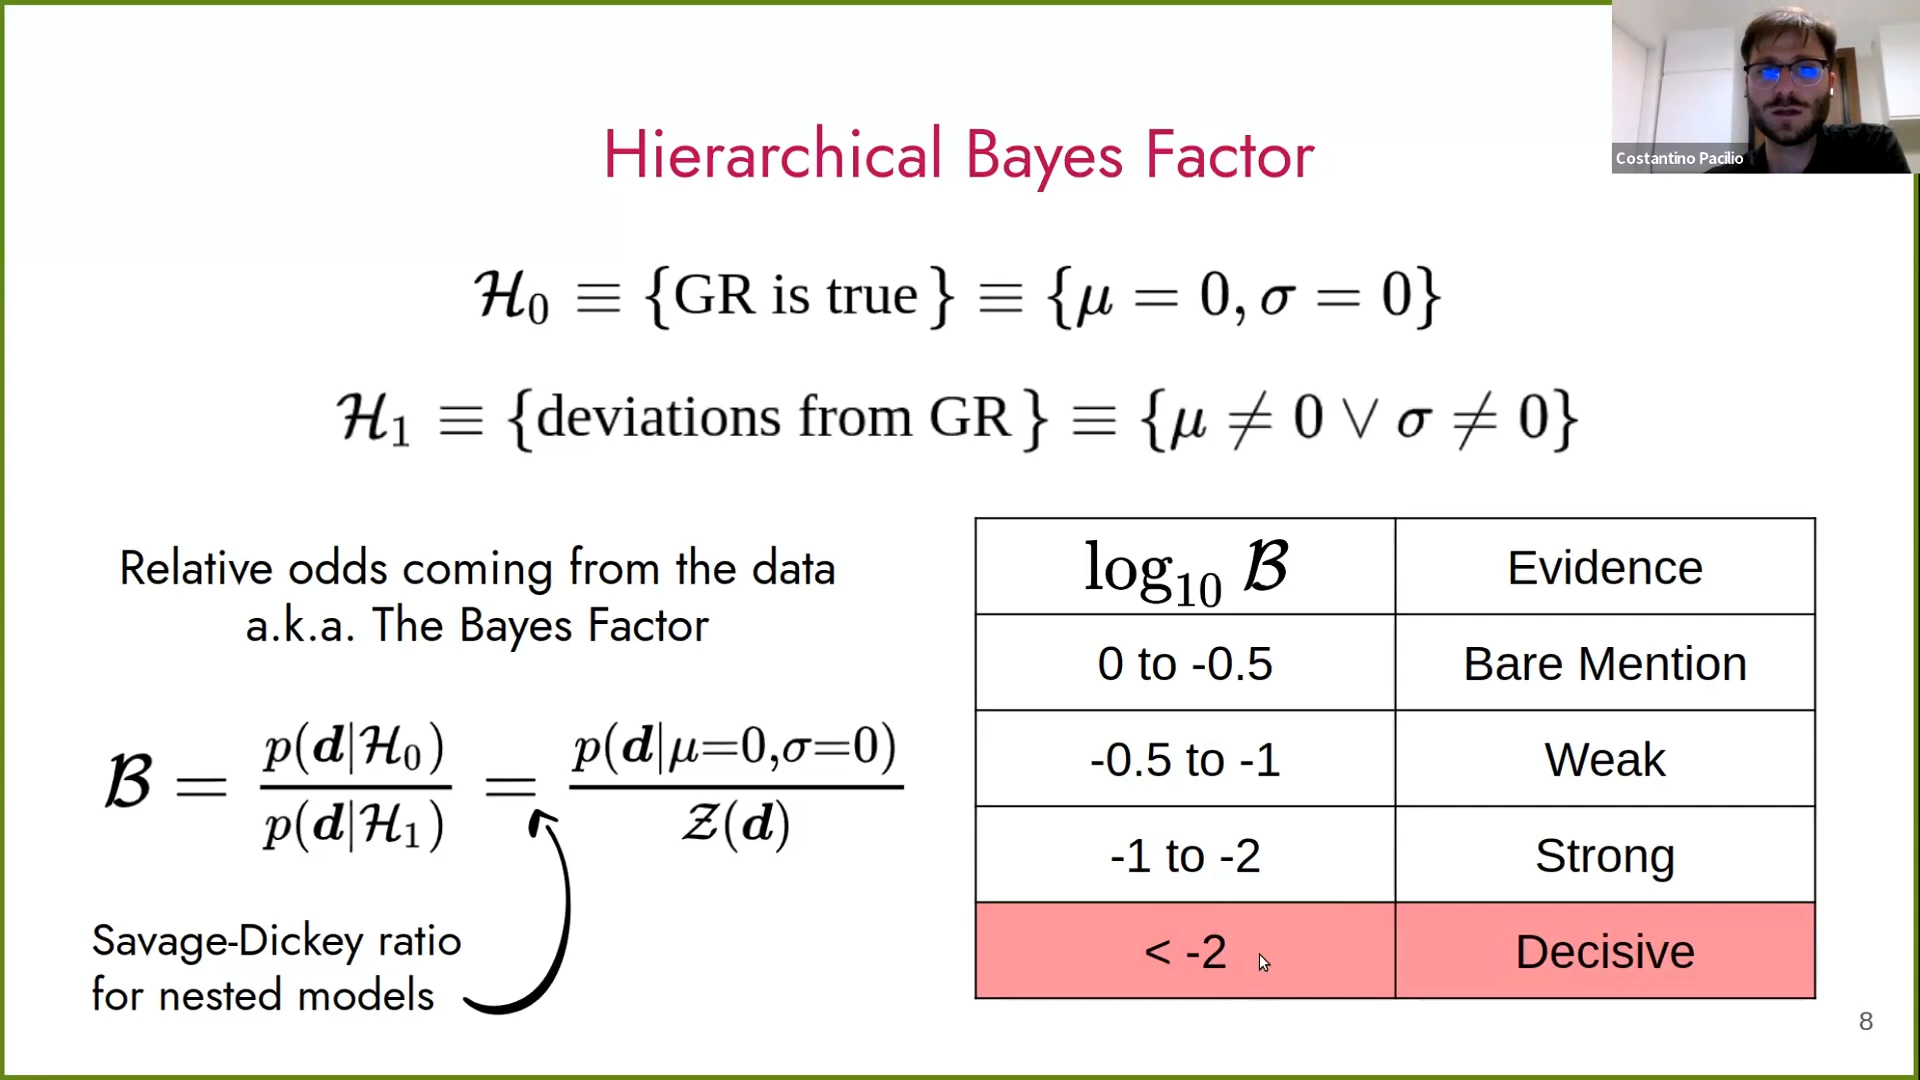 Costantino Pacilio
Hierarchical Bayes Factor
ℋ₀ ≡ {GR is true} ≡ {μ = 0, σ = 0}
ℋ₁ ≡ {deviations from GR} ≡ {μ ≠ 0 ∨ σ ≠ 0}
Relative odds coming from the data
a.k.a. The Bayes Factor
ℬ = p(d|ℋ₀) / p(d|ℋ₁) = p(d|μ=0,σ=0) / 𝒵(d)
Savage-Dickey ratio
for nested models
log₁₀ ℬ Evidence
0 to -0.5 Bare Mention
-0.5 to -1 Weak
-1 to -2 Strong
< -2 Decisive
8